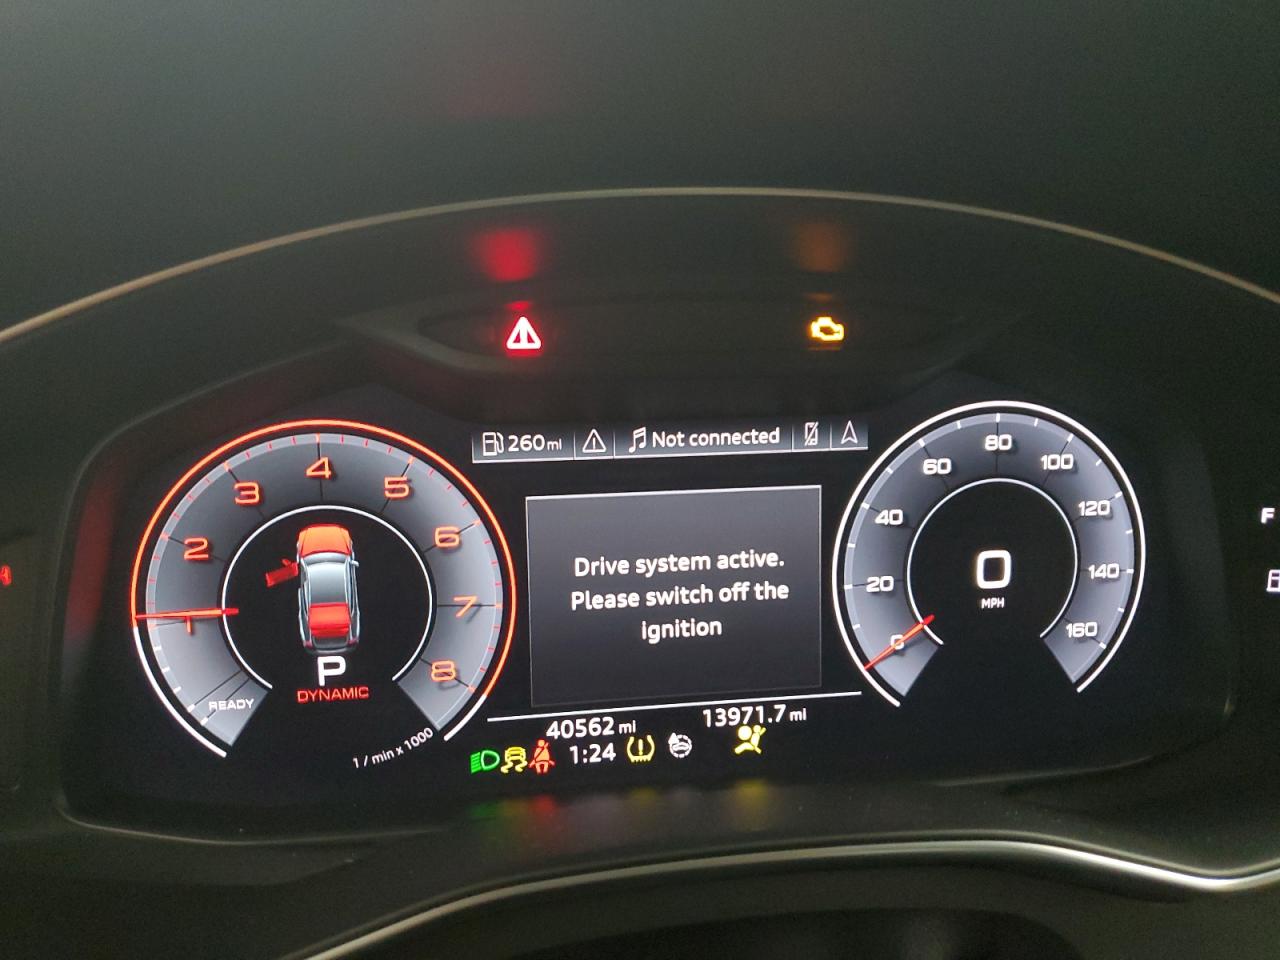 260 mi
Not connected
1
2
3
4
5
6
7
8
READY
P
DYNAMIC
1 / min x 1000
Drive system active.
Please switch off the
ignition
40562 mi
13971.7 mi
1:24
0
20
40
60
80
100
120
140
160
0
MPH
F